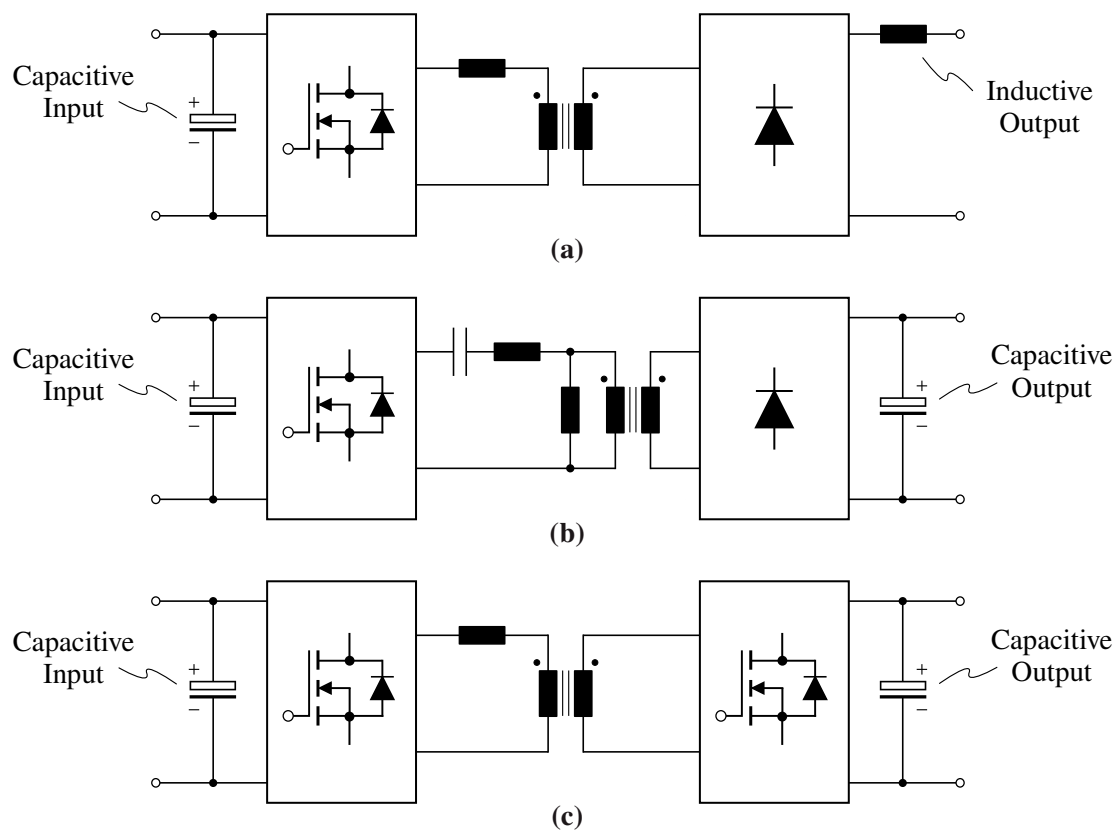 Capacitive
Input
+
−
Inductive
Output
(a)
Capacitive
Input
+
−
Capacitive
Output
+
−
(b)
Capacitive
Input
+
−
Capacitive
Output
+
−
(c)